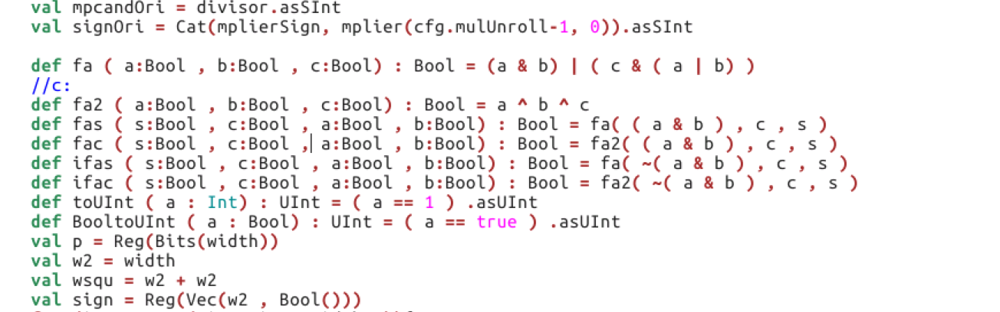 val mpcandOri = divisor.asSInt
val signOri = Cat(mplierSign, mplier(cfg.mulUnroll-1, 0)).asSInt
def fa ( a:Bool , b:Bool , c:Bool) : Bool = (a & b) | ( c & ( a | b) )
//c:
def fa2 ( a:Bool , b:Bool , c:Bool) : Bool = a ^ b ^ c
def fas ( s:Bool , c:Bool , a:Bool , b:Bool) : Bool = fa( ( a & b ) , c , s )
def fac ( s:Bool , c:Bool , a:Bool , b:Bool) : Bool = fa2( ( a & b ) , c , s )
def ifas ( s:Bool , c:Bool , a:Bool , b:Bool) : Bool = fa( ~( a & b ) , c , s )
def ifac ( s:Bool , c:Bool , a:Bool , b:Bool) : Bool = fa2( ~( a & b ) , c , s )
def toUInt ( a : Int) : UInt = ( a == 1 ) .asUInt
def BooltoUInt ( a : Bool) : UInt = ( a == true ) .asUInt
val p = Reg(Bits(width))
val w2 = width
val wsqu = w2 + w2
val sign = Reg(Vec(w2 , Bool()))